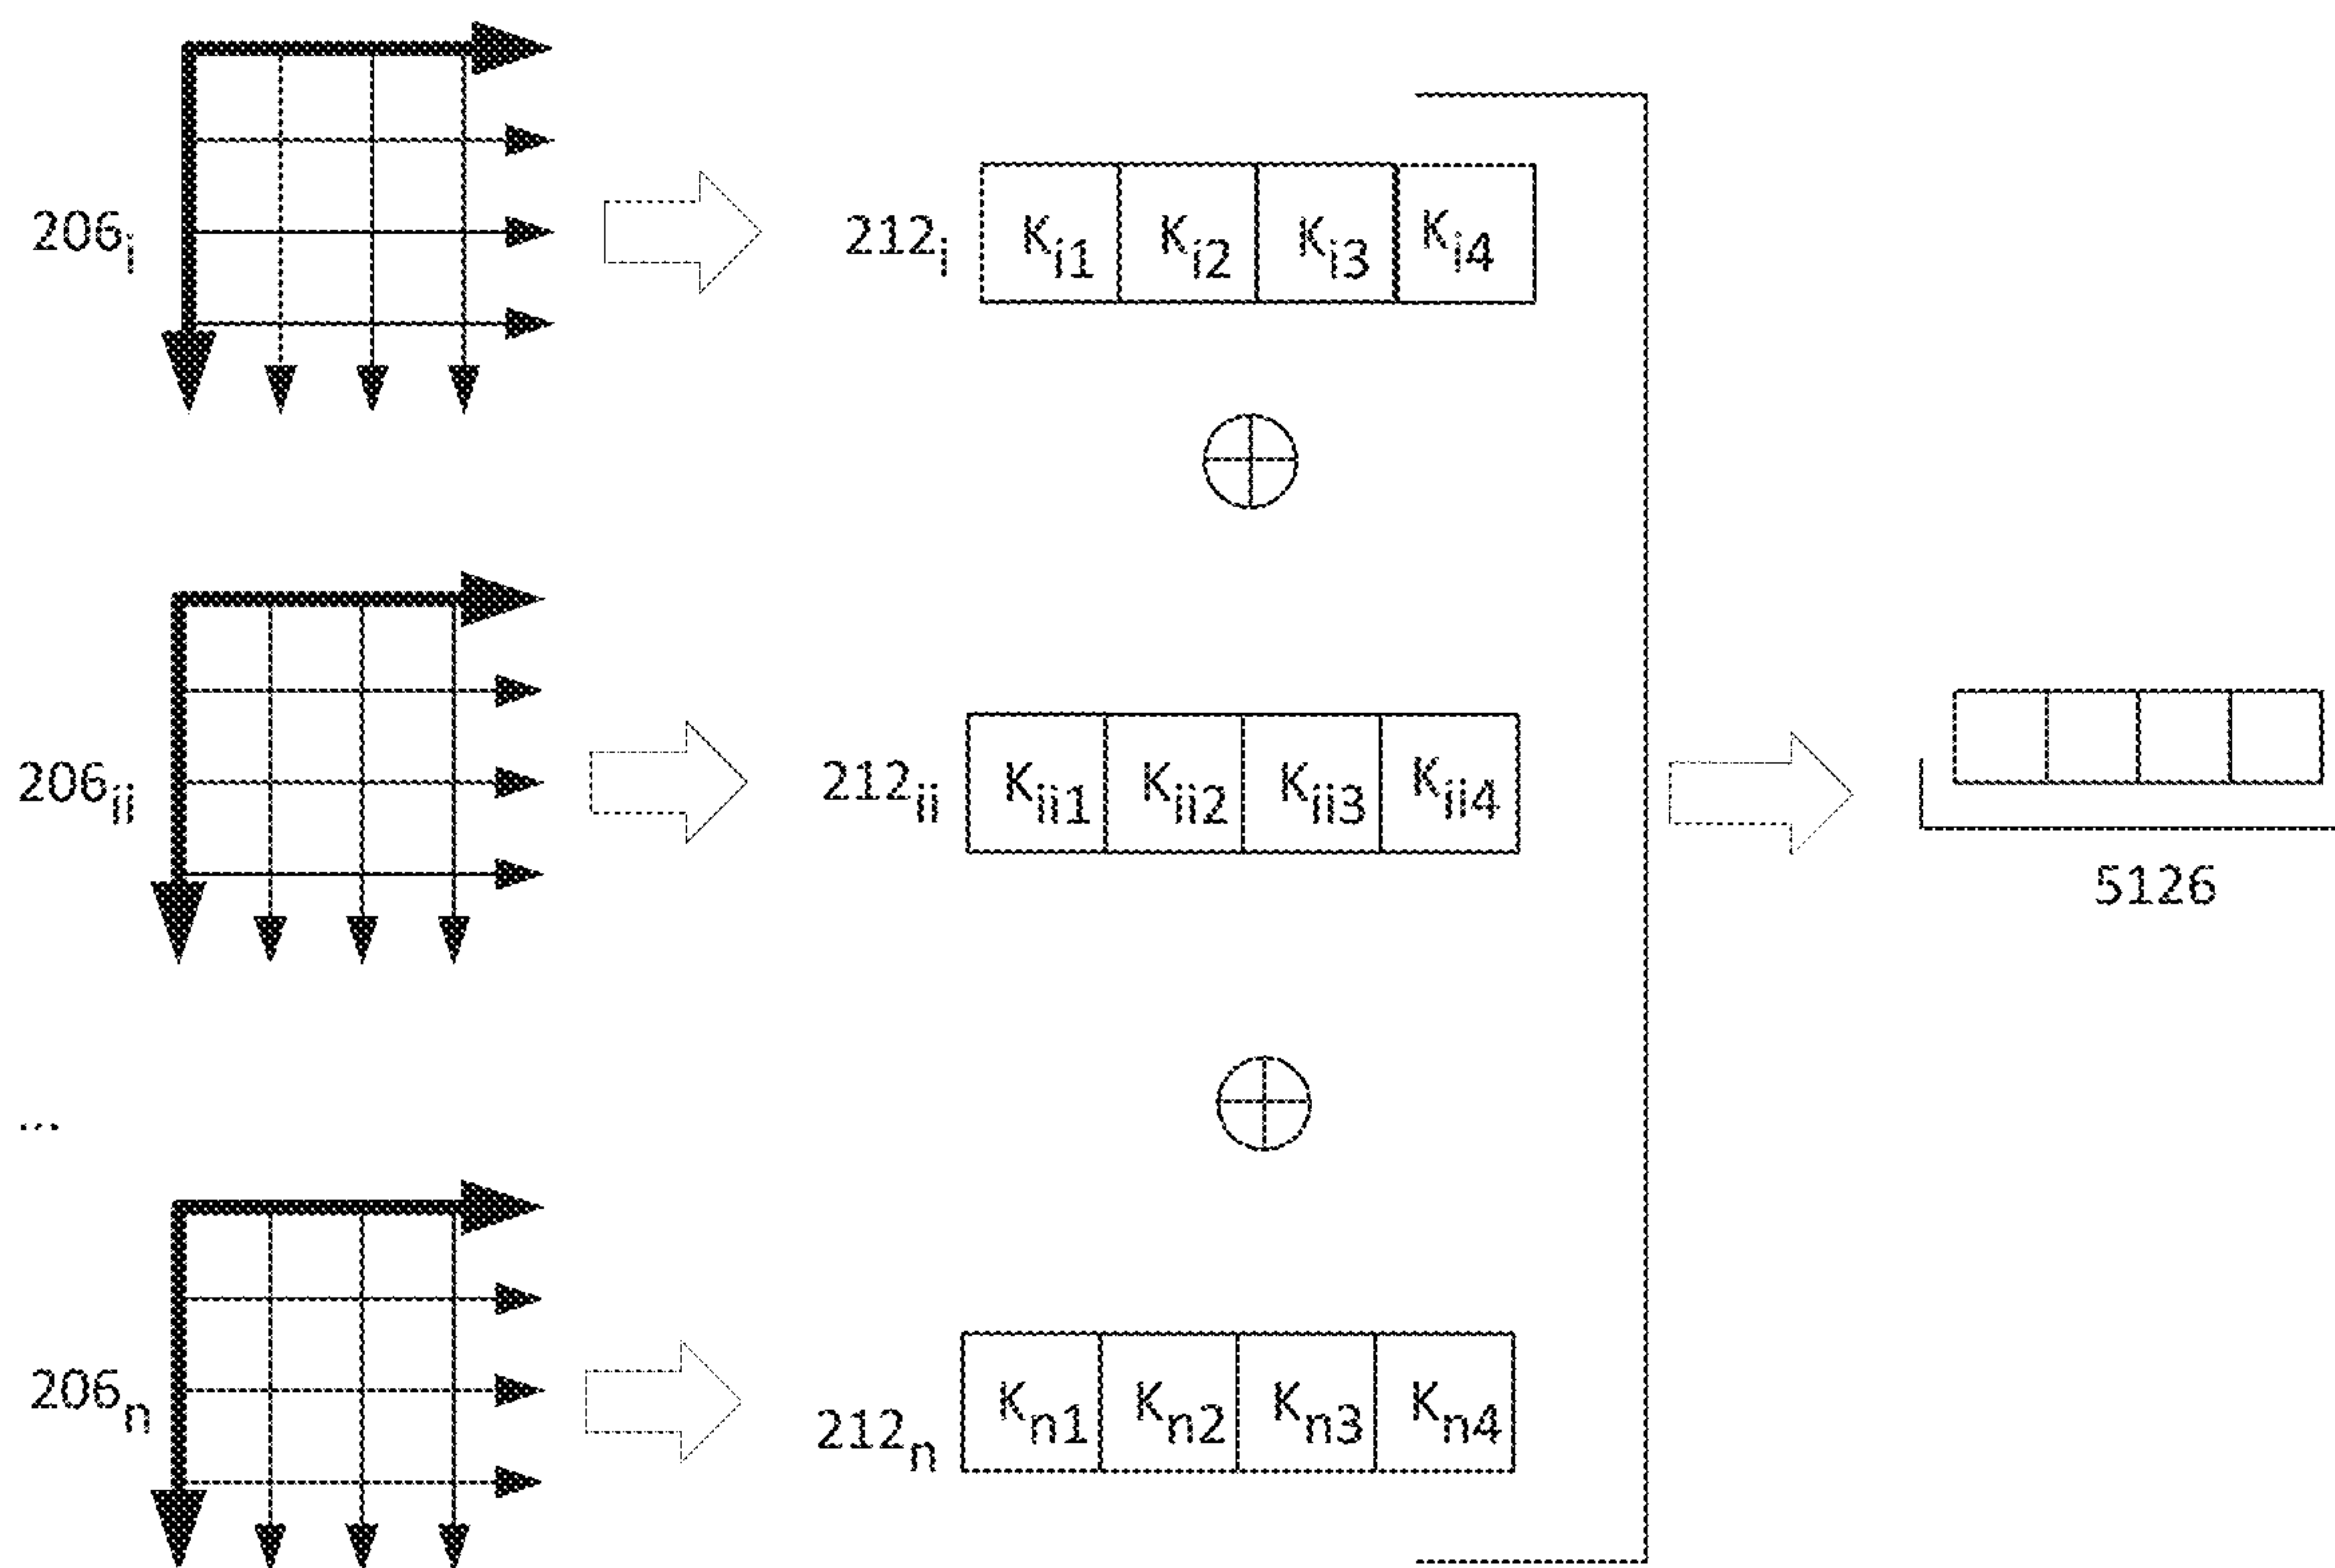 206i 212i Ki1 Ki2 Ki3 Ki4
206ii 212ii Kii1 Kii2 Kii3 Kii4
5126
...
206n 212n Kn1 Kn2 Kn3 Kn4